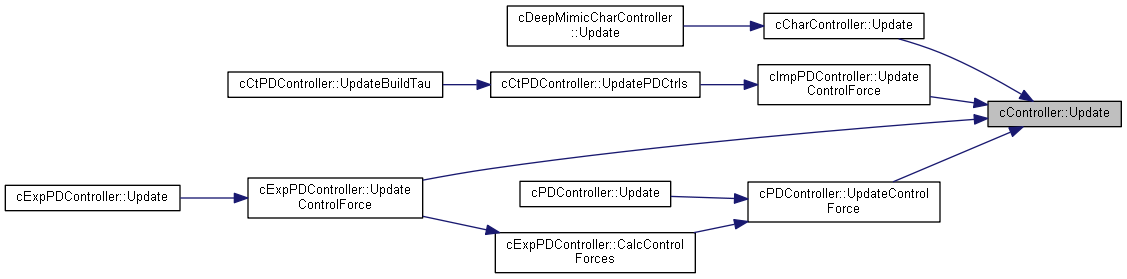 cDeepMimicCharController
::Update
cCharController::Update
cCtPDController::UpdateBuildTau
cCtPDController::UpdatePDCtrls
cImpPDController::Update
ControlForce
cController::Update
cExpPDController::Update
cExpPDController::Update
ControlForce
cPDController::Update
cPDController::UpdateControl
Force
cExpPDController::CalcControl
Forces